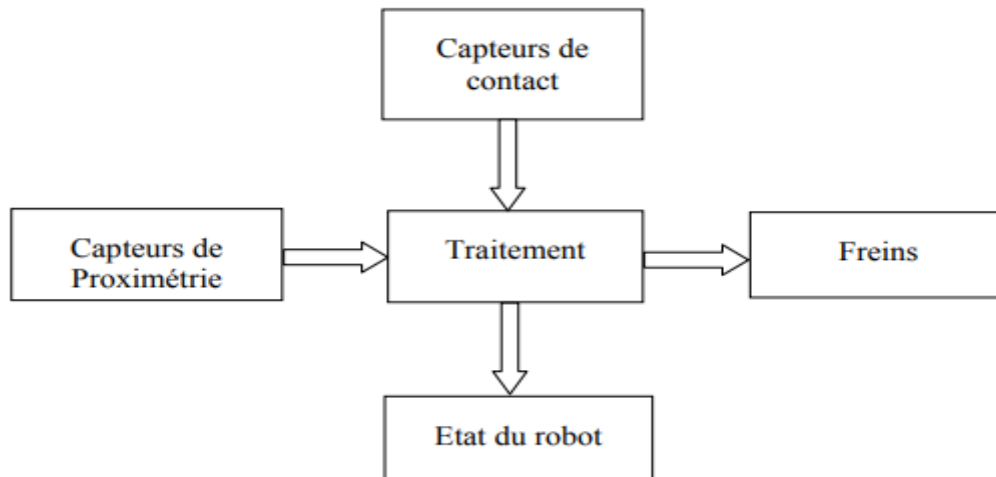 Capteurs de
contact
Capteurs de
Proximétrie
Traitement
Freins
Etat du robot